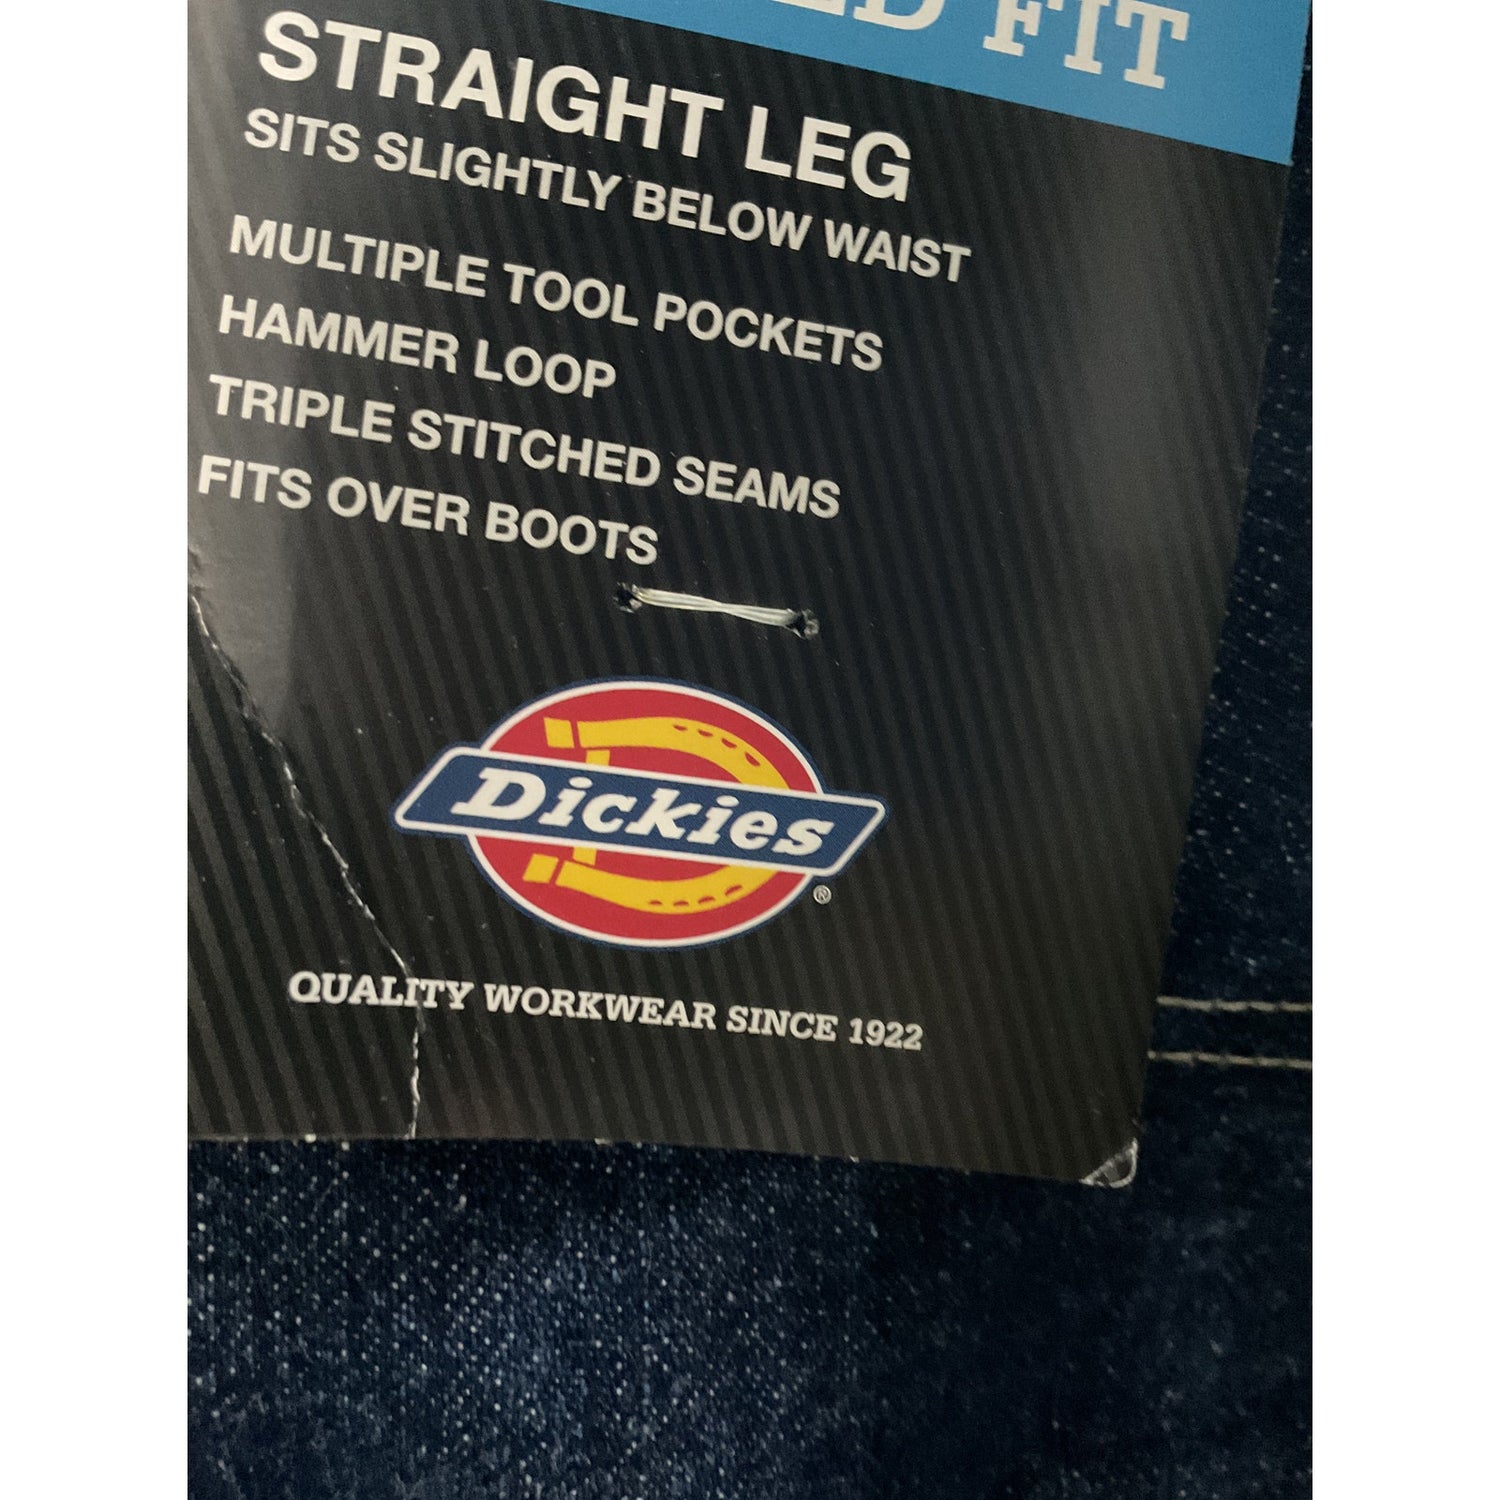 FIT
STRAIGHT LEG
SITS SLIGHTLY BELOW WAIST
MULTIPLE TOOL POCKETS
HAMMER LOOP
TRIPLE STITCHED SEAMS
FITS OVER BOOTS
Dickies
®
QUALITY WORKWEAR SINCE 1922